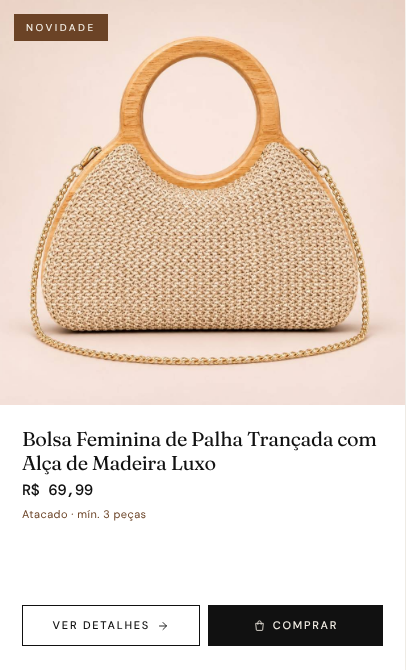 NOVIDADE
Bolsa Feminina de Palha Trançada com
Alça de Madeira Luxo
R$ 69,99
Atacado · mín. 3 peças
VER DETALHES →
COMPRAR